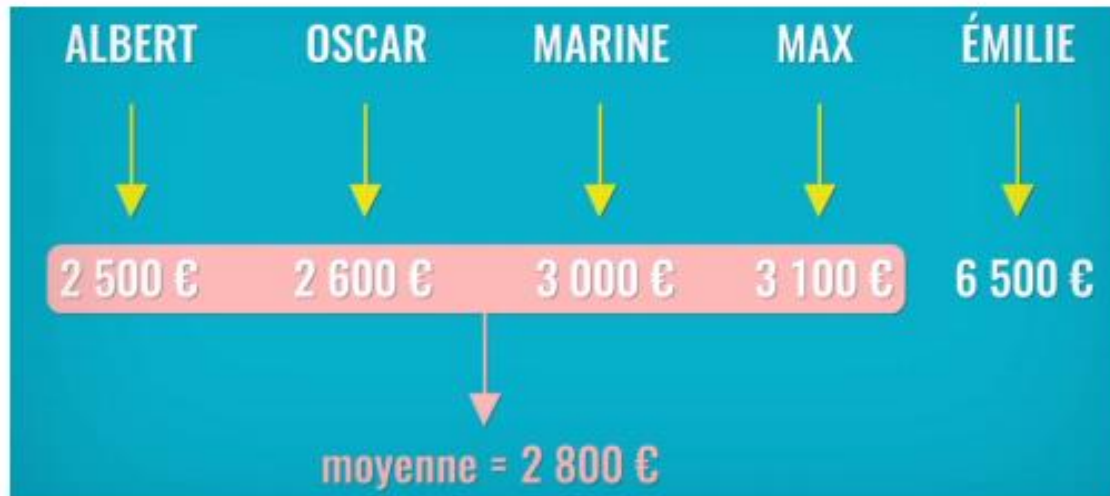 ALBERT OSCAR MARINE MAX ÉMILIE
2 500 € 2 600 € 3 000 € 3 100 € 6 500 €
moyenne = 2 800 €